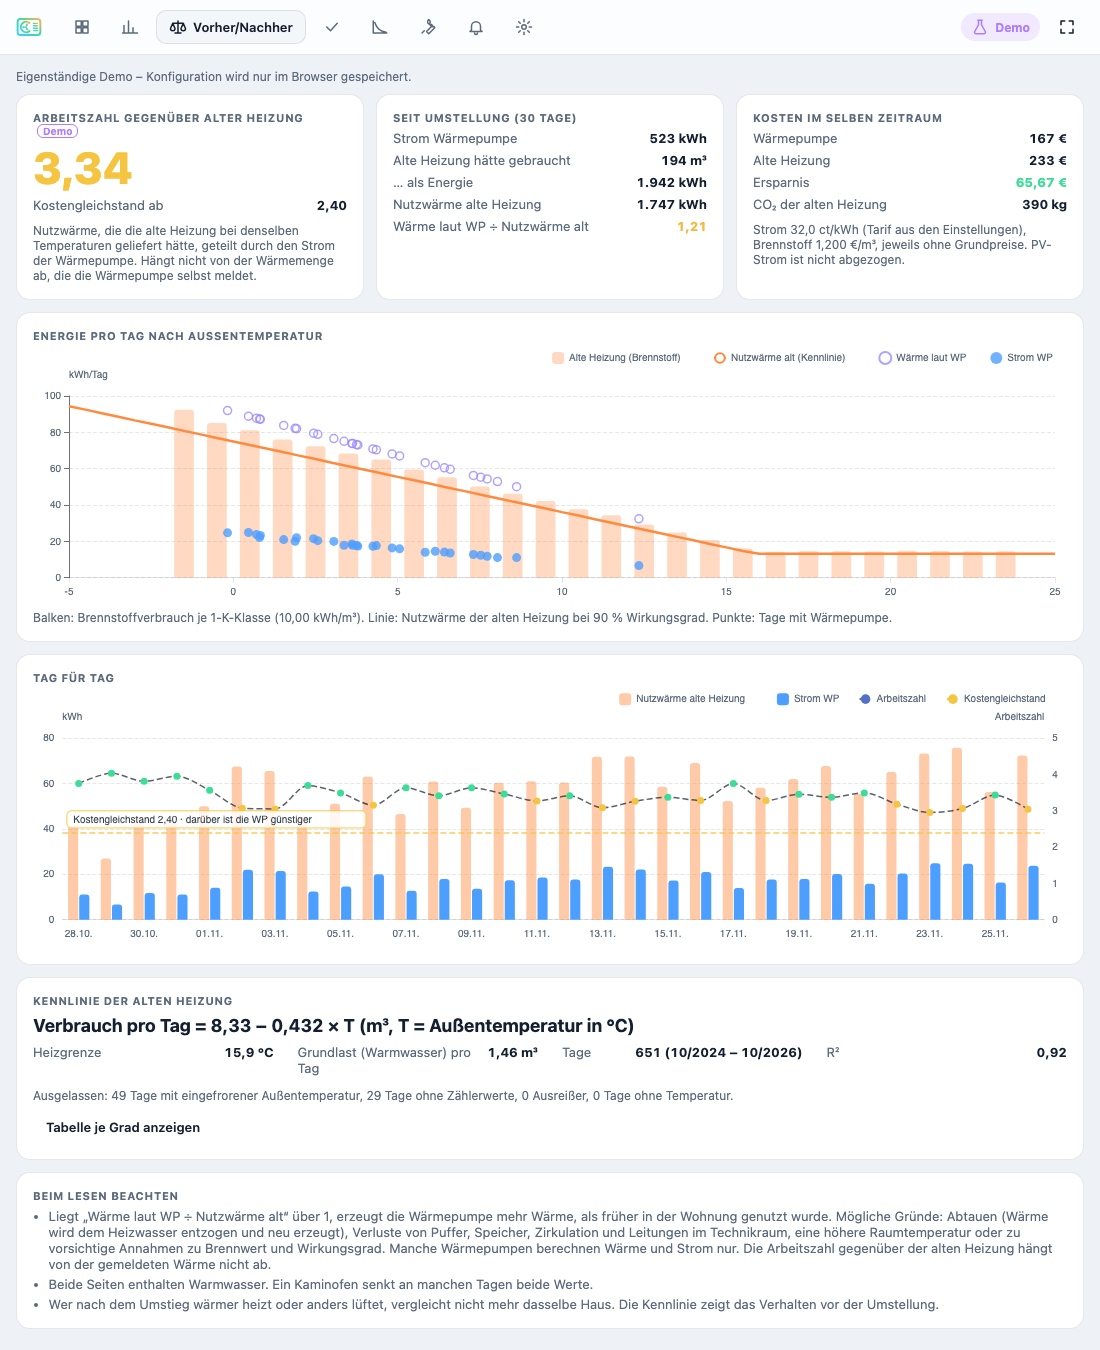 Vorher/Nachher
Demo
Eigenständige Demo – Konfiguration wird nur im Browser gespeichert.
ARBEITSZAHL GEGENÜBER ALTER HEIZUNG
Demo
3,34
Kostengleichstand ab 2,40
Nutzwärme, die die alte Heizung bei denselben
Temperaturen geliefert hätte, geteilt durch den Strom
der Wärmepumpe. Hängt nicht von der Wärmemenge
ab, die die Wärmepumpe selbst meldet.
SEIT UMSTELLUNG (30 TAGE)
Strom Wärmepumpe 523 kWh
Alte Heizung hätte gebraucht 194 m³
… als Energie 1.942 kWh
Nutzwärme alte Heizung 1.747 kWh
Wärme laut WP ÷ Nutzwärme alt 1,21
KOSTEN IM SELBEN ZEITRAUM
Wärmepumpe 167 €
Alte Heizung 233 €
Ersparnis 65,67 €
CO₂ der alten Heizung 390 kg
Strom 32,0 ct/kWh (Tarif aus den Einstellungen),
Brennstoff 1,200 €/m³, jeweils ohne Grundpreise. PV-
Strom ist nicht abgezogen.
ENERGIE PRO TAG NACH AUSSENTEMPERATUR
Alte Heizung (Brennstoff) Nutzwärme alt (Kennlinie) Wärme laut WP Strom WP
kWh/Tag
100
80
60
40
20
0
-5 0 5 10 15 20 25
Balken: Brennstoffverbrauch je 1-K-Klasse (10,00 kWh/m³). Linie: Nutzwärme der alten Heizung bei 90 % Wirkungsgrad. Punkte: Tage mit Wärmepumpe.
TAG FÜR TAG
Nutzwärme alte Heizung Strom WP Arbeitszahl Kostengleichstand
kWh Arbeitszahl
80 5
60 4
3
Kostengleichstand 2,40 · darüber ist die WP günstiger
40
2
20
1
0 0
28.10. 30.10. 01.11. 03.11. 05.11. 07.11. 09.11. 11.11. 13.11. 15.11. 17.11. 19.11. 21.11. 23.11. 25.11.
KENNLINIE DER ALTEN HEIZUNG
Verbrauch pro Tag = 8,33 − 0,432 × T (m³, T = Außentemperatur in °C)
Heizgrenze 15,9 °C Grundlast (Warmwasser) pro 1,46 m³ Tage 651 (10/2024 – 10/2026) R² 0,92
Tag
Ausgelassen: 49 Tage mit eingefrorener Außentemperatur, 29 Tage ohne Zählerwerte, 0 Ausreißer, 0 Tage ohne Temperatur.
Tabelle je Grad anzeigen
BEIM LESEN BEACHTEN
• Liegt „Wärme laut WP ÷ Nutzwärme alt“ über 1, erzeugt die Wärmepumpe mehr Wärme, als früher in der Wohnung genutzt wurde. Mögliche Gründe: Abtauen (Wärme
wird dem Heizwasser entzogen und neu erzeugt), Verluste von Puffer, Speicher, Zirkulation und Leitungen im Technikraum, eine höhere Raumtemperatur oder zu
vorsichtige Annahmen zu Brennwert und Wirkungsgrad. Manche Wärmepumpen berechnen Wärme und Strom nur. Die Arbeitszahl gegenüber der alten Heizung hängt
von der gemeldeten Wärme nicht ab.
• Beide Seiten enthalten Warmwasser. Ein Kaminofen senkt an manchen Tagen beide Werte.
• Wer nach dem Umstieg wärmer heizt oder anders lüftet, vergleicht nicht mehr dasselbe Haus. Die Kennlinie zeigt das Verhalten vor der Umstellung.